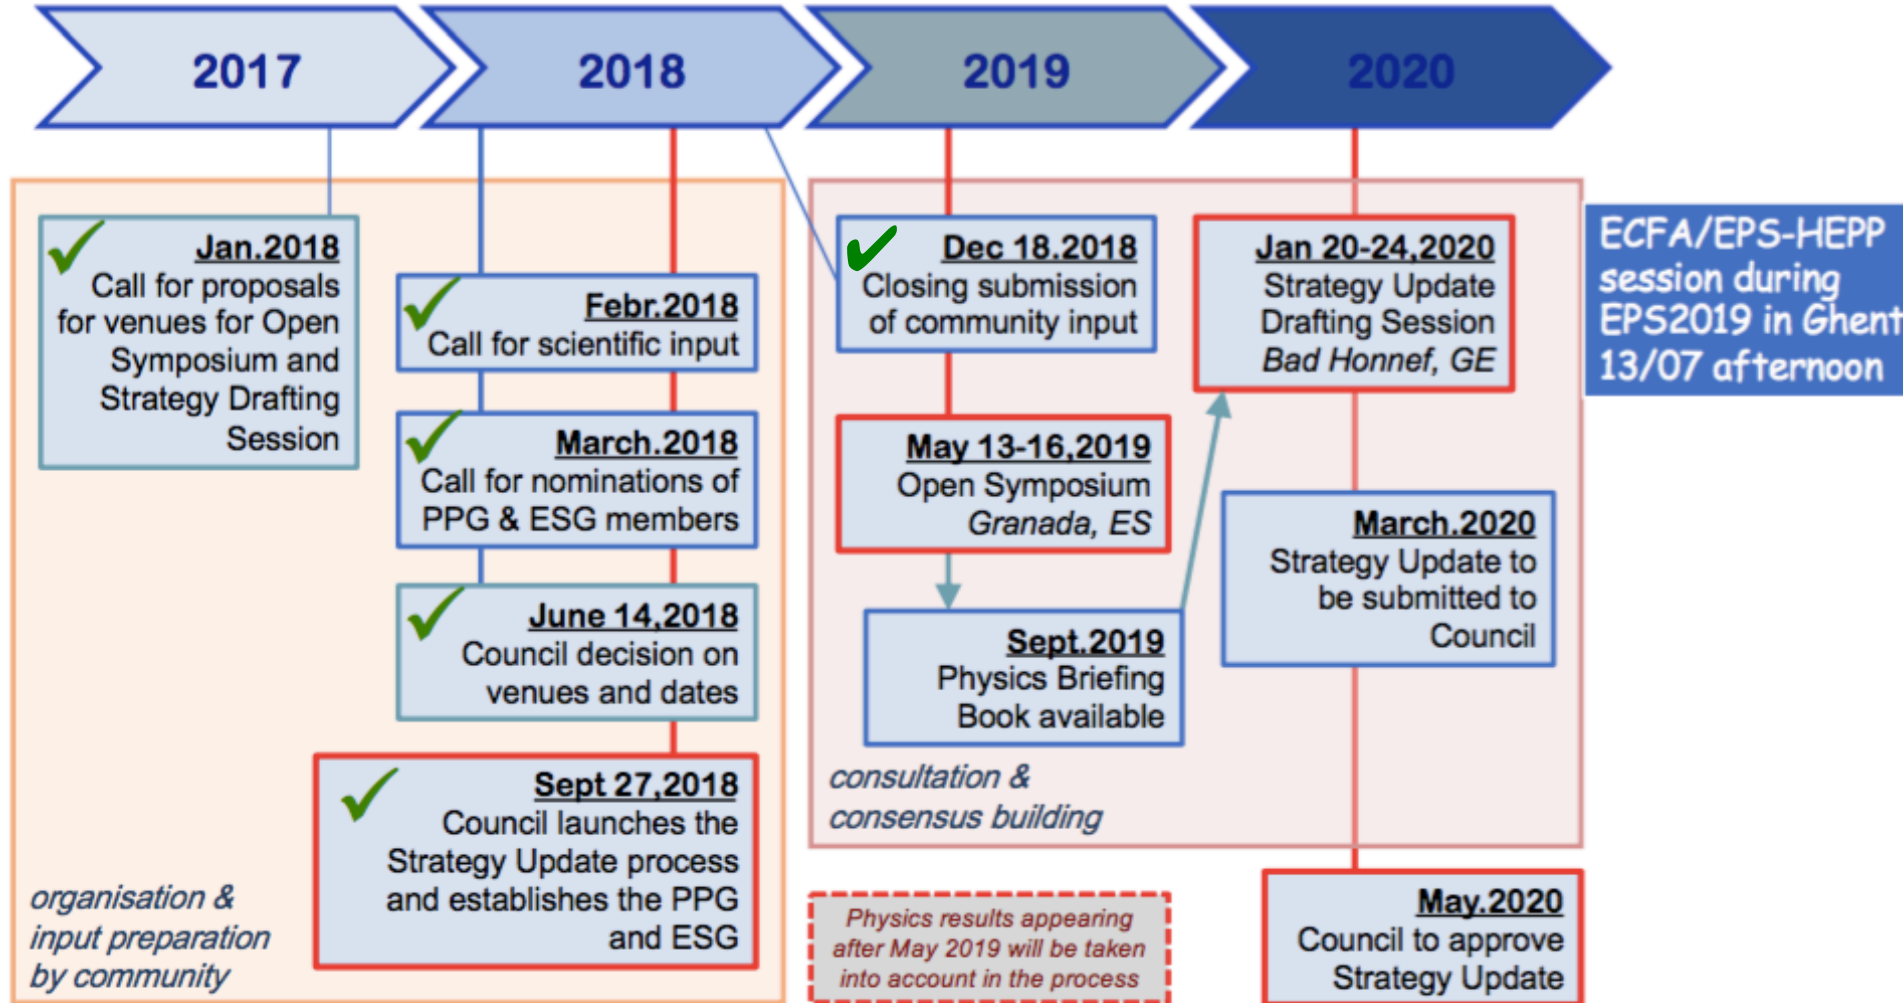 2017
2018
2019
2020
Jan.2018
Call for proposals
for venues for Open
Symposium and
Strategy Drafting
Session
Febr.2018
Call for scientific input
March.2018
Call for nominations of
PPG & ESG members
June 14,2018
Council decision on
venues and dates
Sept 27,2018
Council launches the
Strategy Update process
and establishes the PPG
and ESG
organisation &
input preparation
by community
Dec 18.2018
Closing submission
of community input
May 13-16,2019
Open Symposium
Granada, ES
Sept.2019
Physics Briefing
Book available
consultation &
consensus building
Physics results appearing
after May 2019 will be taken
into account in the process
Jan 20-24,2020
Strategy Update
Drafting Session
Bad Honnef, GE
March.2020
Strategy Update to
be submitted to
Council
May.2020
Council to approve
Strategy Update
ECFA/EPS-HEPP
session during
EPS2019 in Ghent
13/07 afternoon